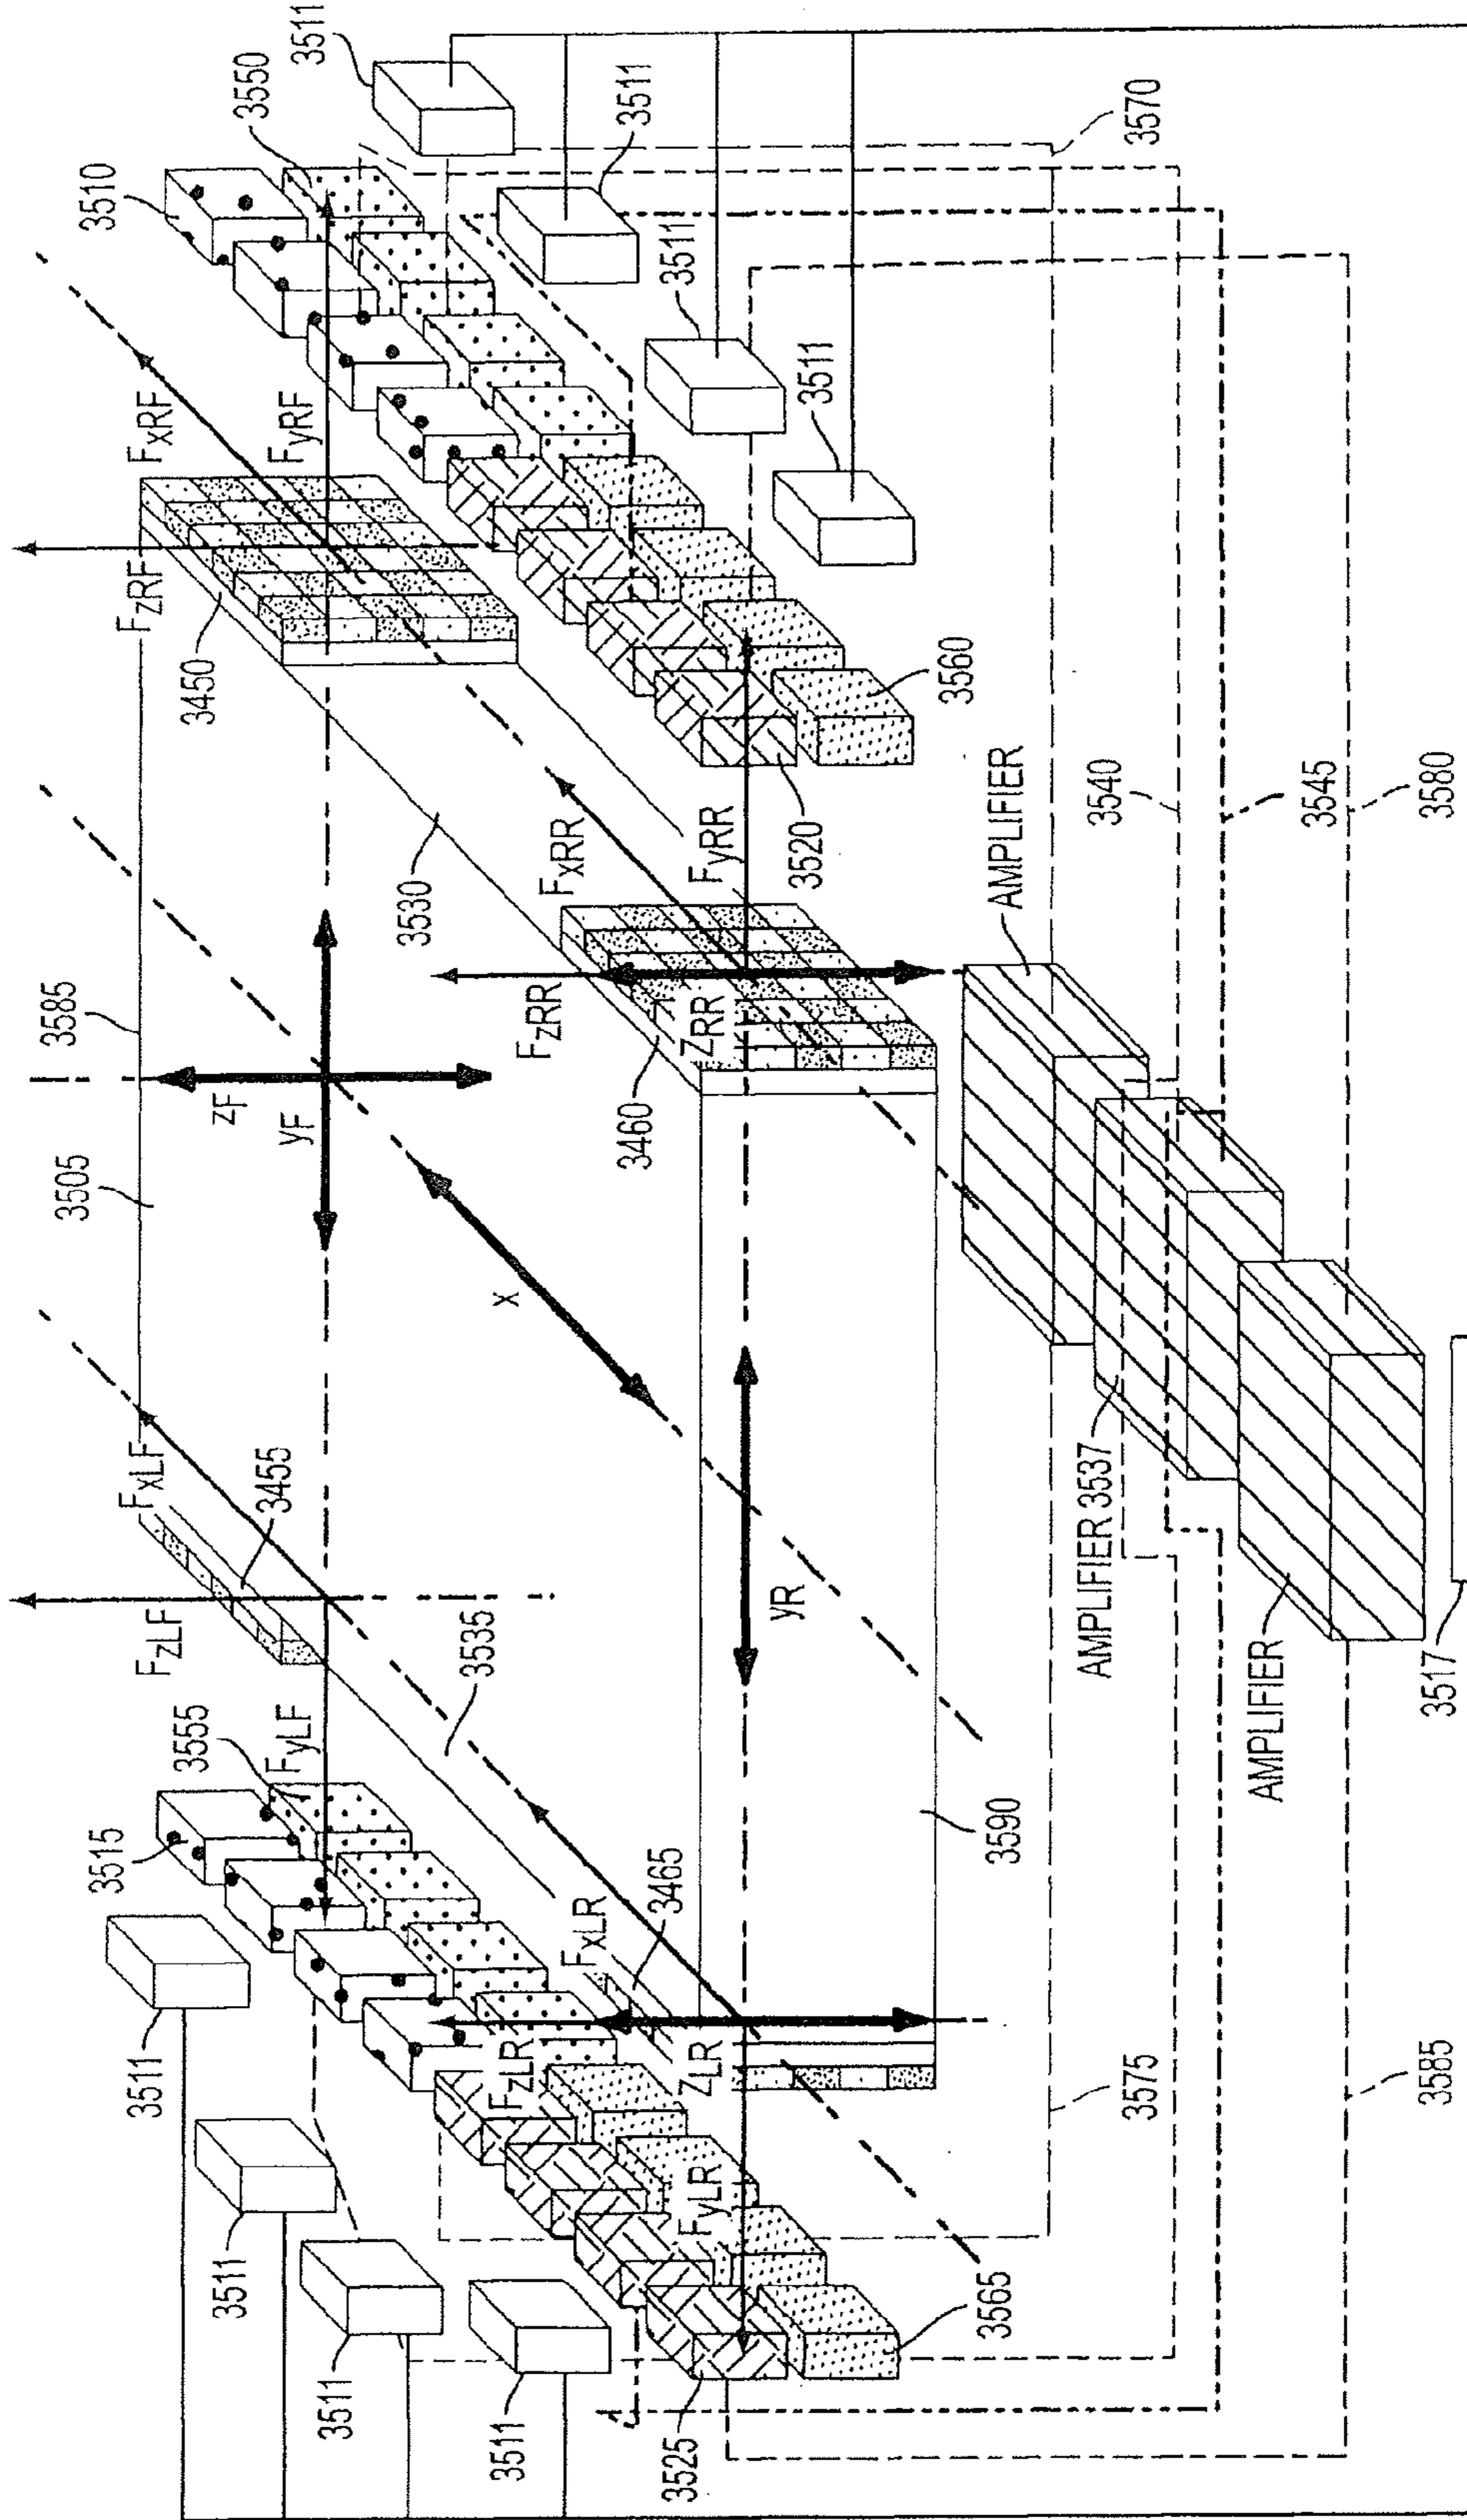 3511
3550
3510
3511
3511
3511
3570
FxRF
FyRF
FzRF
3450
3560
3520
AMPLIFIER
3540
3545
3580
FxRR
FyRR
3530
FzRR
ZRR
3460
3585
zF
yF
3505
x
yR
AMPLIFIER 3537
AMPLIFIER
3517
FxLF
3455
FzLF
3535
3555
FyLF
3515
3590
3465
FxLR
ZLR
FzLR
FyLR
3575
3585
3511
3511
3511
3511
3525
3565